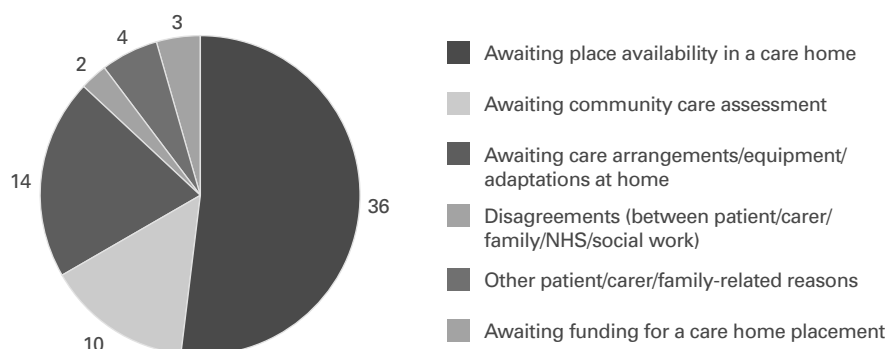 3
4
2
14
36
10
Awaiting place availability in a care home
Awaiting community care assessment
Awaiting care arrangements/equipment/
adaptations at home
Disagreements (between patient/carer/
family/NHS/social work)
Other patient/carer/family-related reasons
Awaiting funding for a care home placement